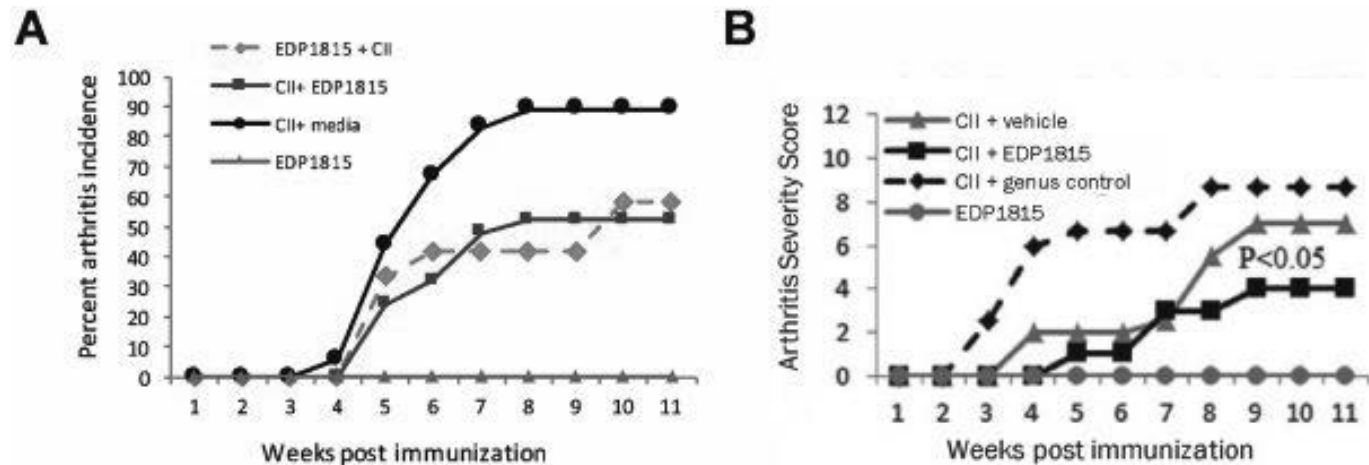 A
EDP1815 + CII
CII+ EDP1815
CII+ media
EDP1815
Percent arthritis incidence
100
90
80
70
60
50
40
30
20
10
0
1 2 3 4 5 6 7 8 9 10 11
Weeks post immunization
B
CII + vehicle
CII + EDP1815
CII + genus control
EDP1815
Arthritis Severity Score
12
10
8
6
4
2
0
P<0.05
1 2 3 4 5 6 7 8 9 10 11
Weeks post immunization